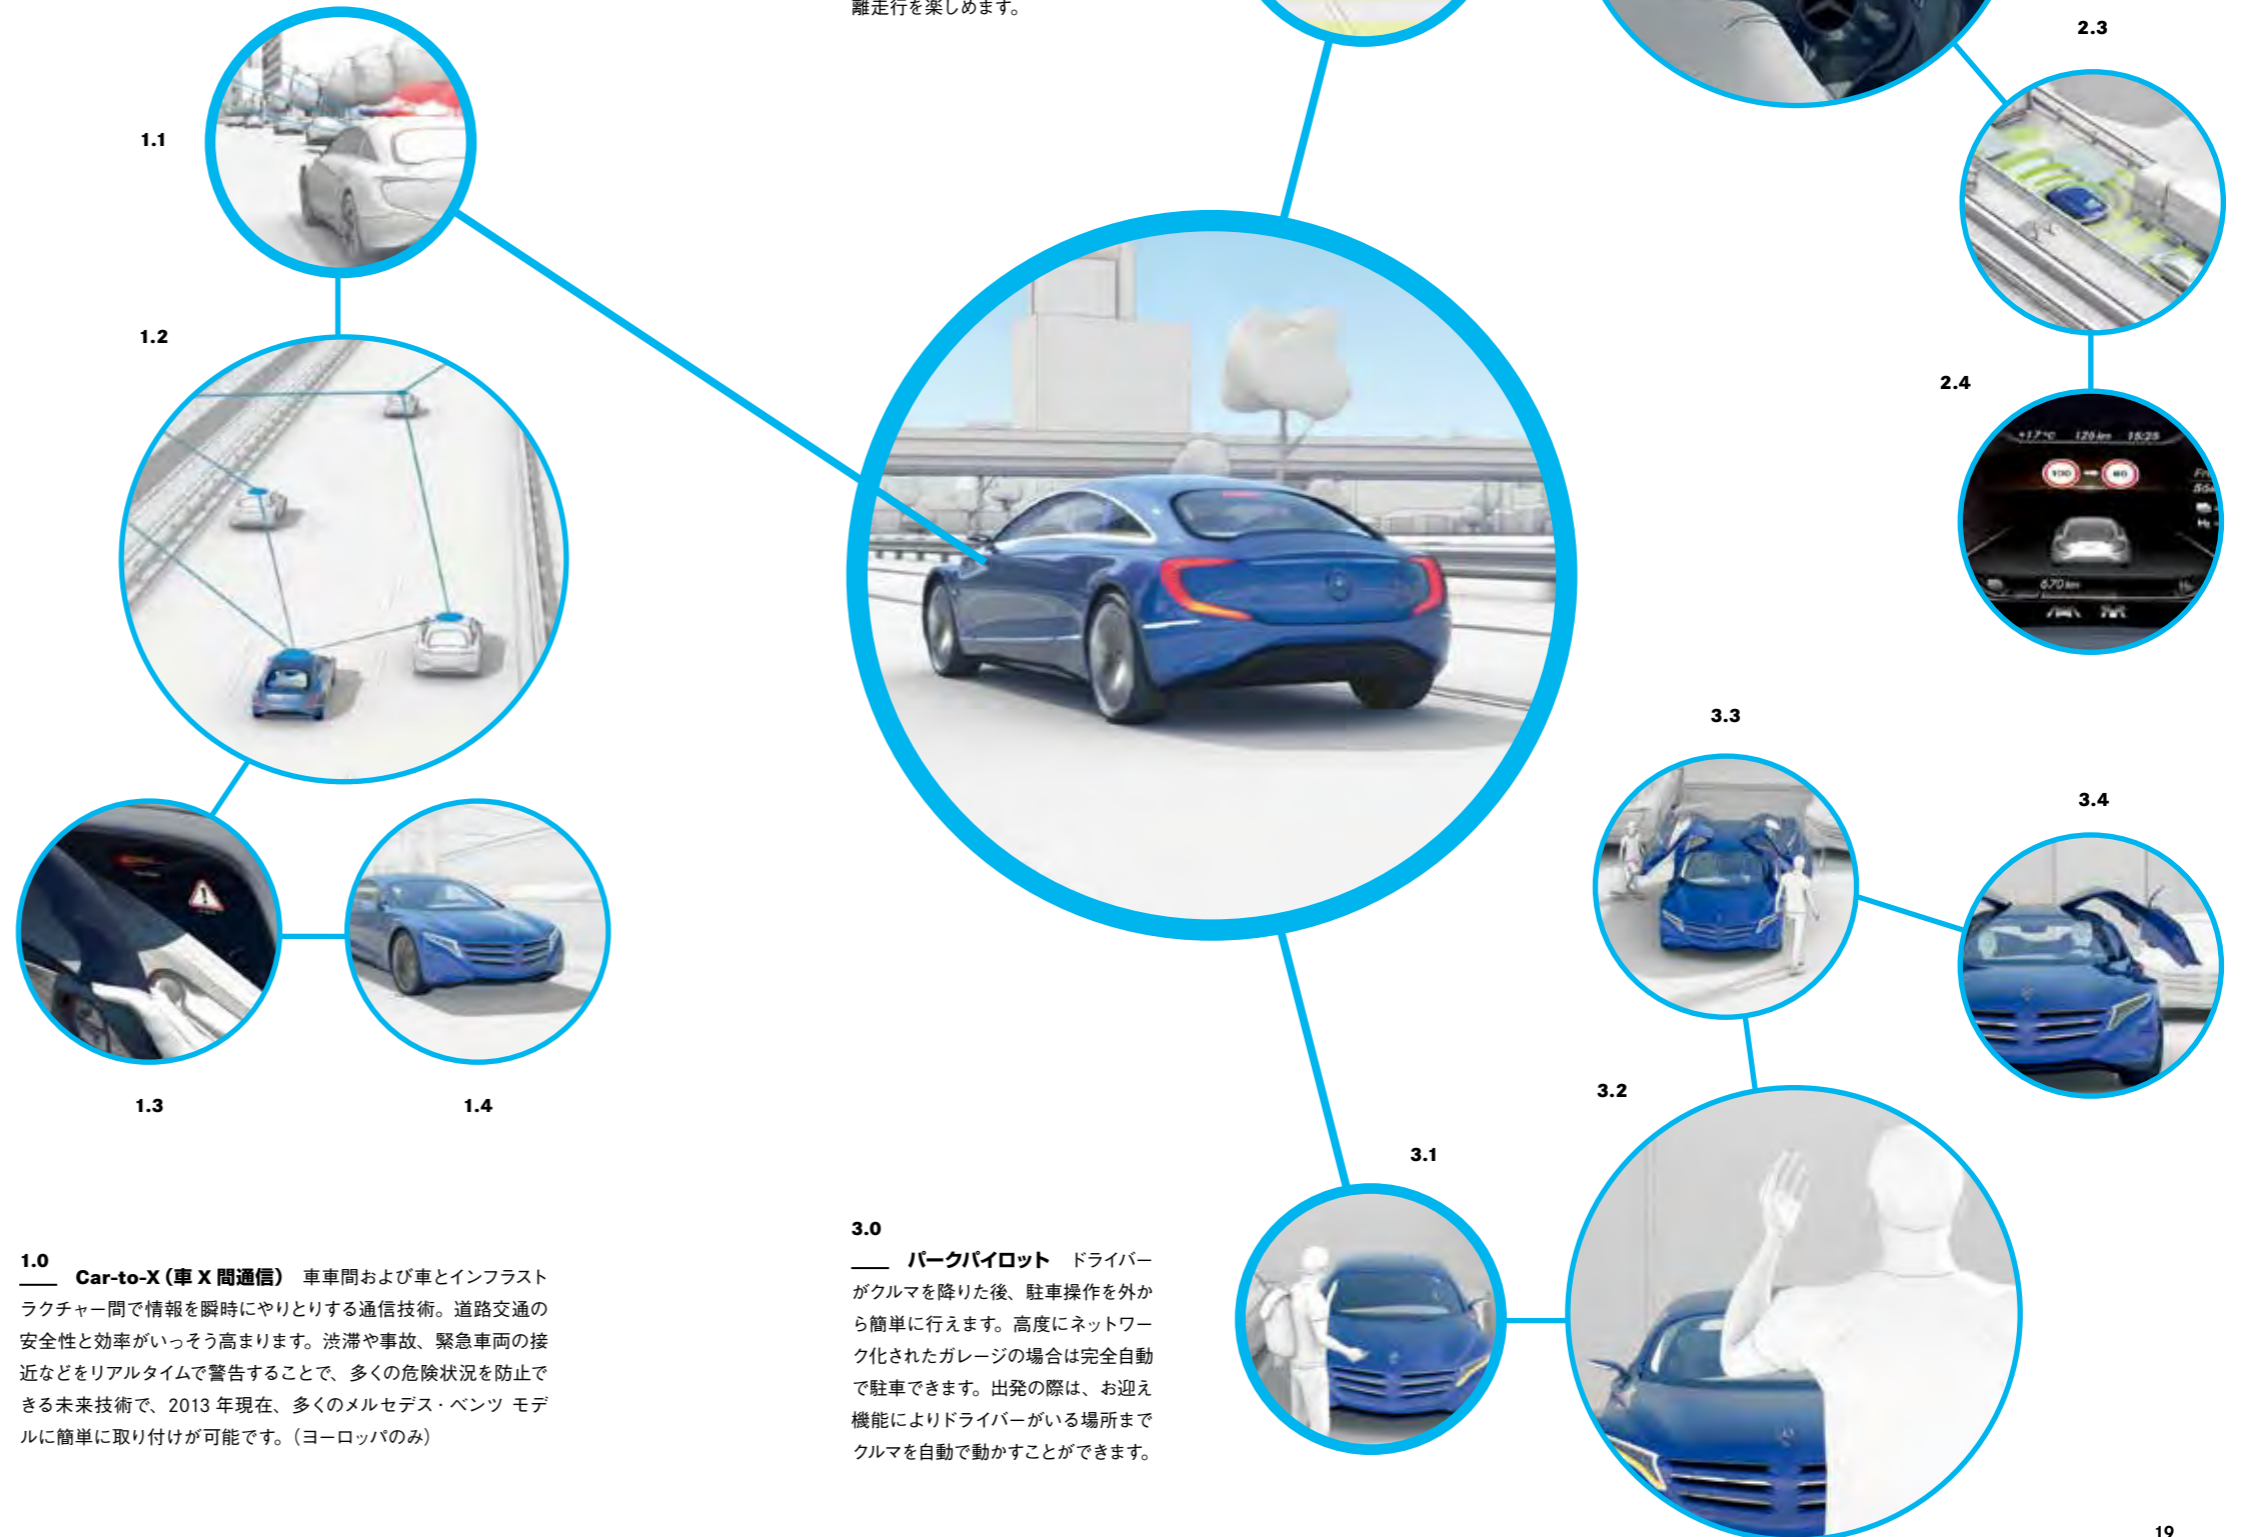 離走行を楽しめます。
2.3
1.1
1.2
2.4
+17°C 126 km 15:25
100
670 km
3.3
3.4
1.3
1.4
3.2
3.1
1.0
Car-to-X（車 X 間通信） 車車間および車とインフラスト
ラクチャー間で情報を瞬時にやりとりする通信技術。道路交通の
安全性と効率がいっそう高まります。渋滞や事故、緊急車両の接
近などをリアルタイムで警告することで、多くの危険状況を防止で
きる未来技術で、2013 年現在、多くのメルセデス・ベンツ モデ
ルに簡単に取り付けが可能です。（ヨーロッパのみ）
3.0
パークパイロット ドライバー
がクルマを降りた後、駐車操作を外か
ら簡単に行えます。高度にネットワー
ク化されたガレージの場合は完全自動
で駐車できます。出発の際は、お迎え
機能によりドライバーがいる場所まで
クルマを自動で動かすことができます。
19